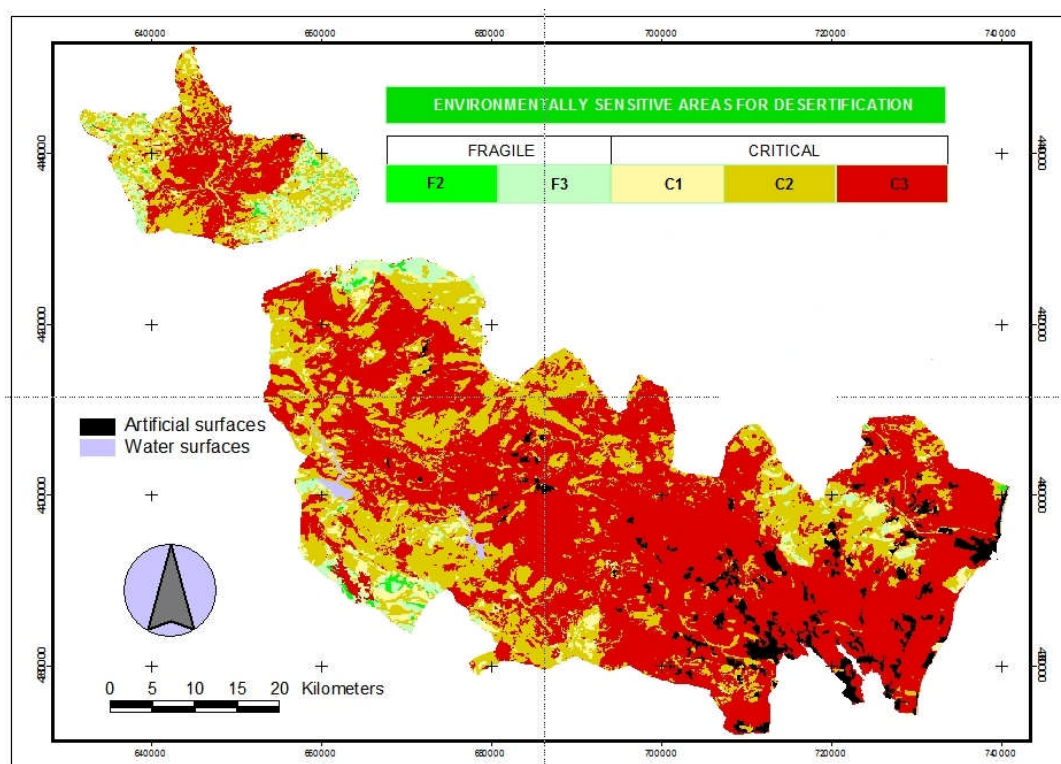 640000 660000 680000 700000 720000 740000
ENVIRONMENTALLY SENSITIVE AREAS FOR DESERTIFICATION
FRAGILE CRITICAL
F2 F3 C1 C2 C3
Artificial surfaces
Water surfaces
0 5 10 15 20 Kilometers
640000 660000 680000 700000 720000 740000